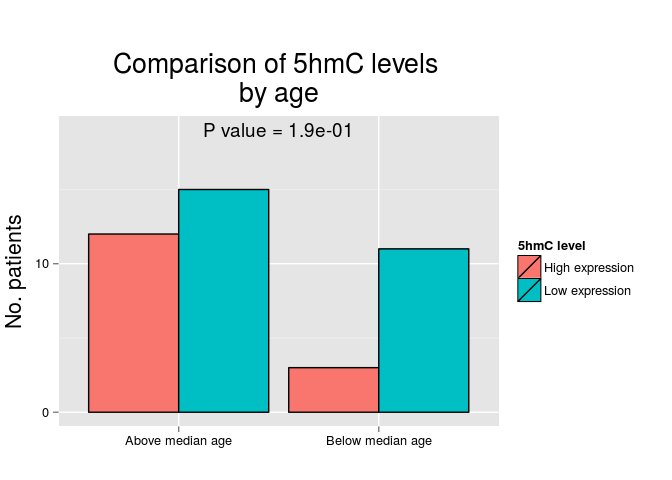 Comparison of 5hmC levels
by age
P value = 1.9e-01
No. patients
10
0
Above median age
Below median age
5hmC level
High expression
Low expression